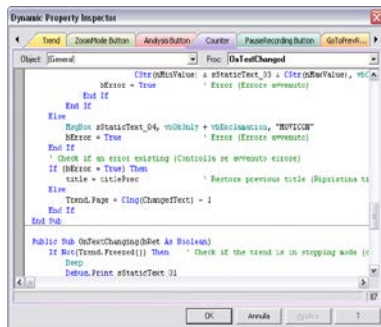 Dynamic Property Inspector
Trend ZoomMode Button Analysis Button Counter PauseRecording Button GoToPrevR...
Object: (General) Proc: OnTextChanged
CStr(nMinValue) & sStaticText_03 & CStr(nMaxValue), vbO
bError = True ' Error (Errore avvenuto)
End If
End If
Else
MsgBox sStaticText_04, vbOkOnly + vbExclamation, "MOVICON"
bError = True ' Error (Errore avvenuto)
End If
' Check if an error existing (Controlla se avvenuto errore)
If (bError = True) Then
title = titlePrec ' Restore previous title (Ripristina ti
Else
Trend.Page = CLng(ChangedText) - 1
End If
End Sub
Public Sub OnTextChanging(bRet As Boolean)
If Not(Trend.Freezed()) Then ' Check if the trend is in stopping mode (c
Beep
Debug.Print sStaticText_01
87
OK Annulla Applica ?